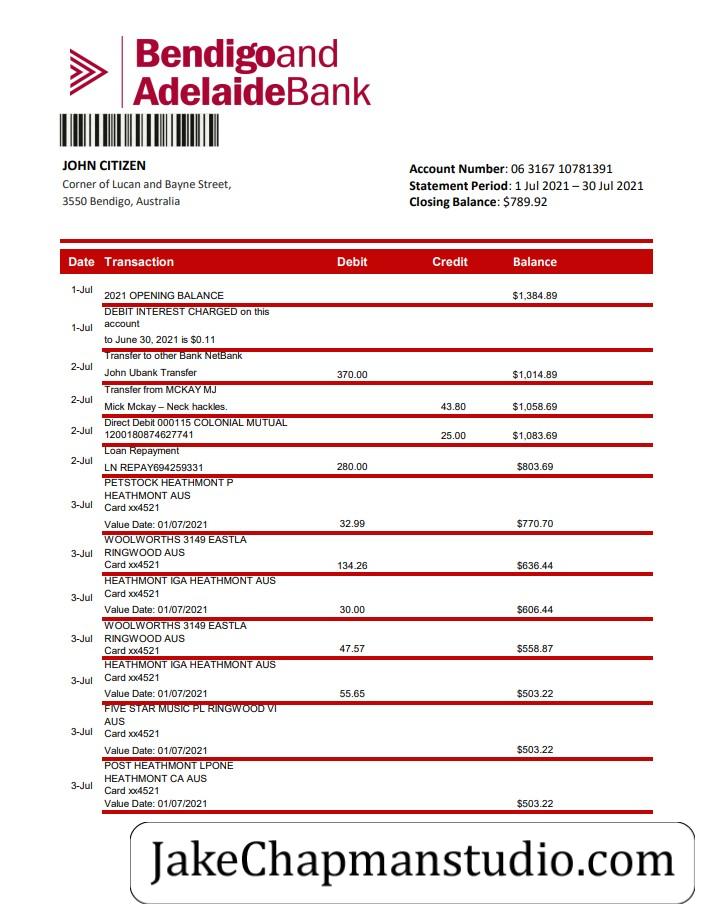 Bendigoand
AdelaideBank
JOHN CITIZEN
Corner of Lucan and Bayne Street,
3550 Bendigo, Australia
Account Number: 06 3167 10781391
Statement Period: 1 Jul 2021 – 30 Jul 2021
Closing Balance: $789.92
Date Transaction Debit Credit Balance
1-Jul
2021 OPENING BALANCE $1,384.89
DEBIT INTEREST CHARGED on this
account
1-Jul
to June 30, 2021 is $0.11
Transfer to other Bank NetBank
2-Jul
John Ubank Transfer 370.00 $1,014.89
Transfer from MCKAY MJ
2-Jul
Mick Mckay – Neck hackles. 43.80 $1,058.69
Direct Debit 000115 COLONIAL MUTUAL
2-Jul
1200180874627741 25.00 $1,083.69
Loan Repayment
2-Jul
LN REPAY694259331 280.00 $803.69
PETSTOCK HEATHMONT P
HEATHMONT AUS
3-Jul
Card xx4521
Value Date: 01/07/2021 32.99 $770.70
WOOLWORTHS 3149 EASTLA
3-Jul
RINGWOOD AUS
Card xx4521 134.26 $636.44
HEATHMONT IGA HEATHMONT AUS
Card xx4521
3-Jul
Value Date: 01/07/2021 30.00 $606.44
WOOLWORTHS 3149 EASTLA
3-Jul
RINGWOOD AUS
Card xx4521 47.57 $558.87
HEATHMONT IGA HEATHMONT AUS
Card xx4521
3-Jul
Value Date: 01/07/2021 55.65 $503.22
FIVE STAR MUSIC PL RINGWOOD VI
AUS
3-Jul
Card xx4521
Value Date: 01/07/2021 $503.22
POST HEATHMONT LPONE
HEATHMONT CA AUS
3-Jul
Card xx4521
Value Date: 01/07/2021 $503.22
JakeChapmanstudio.com